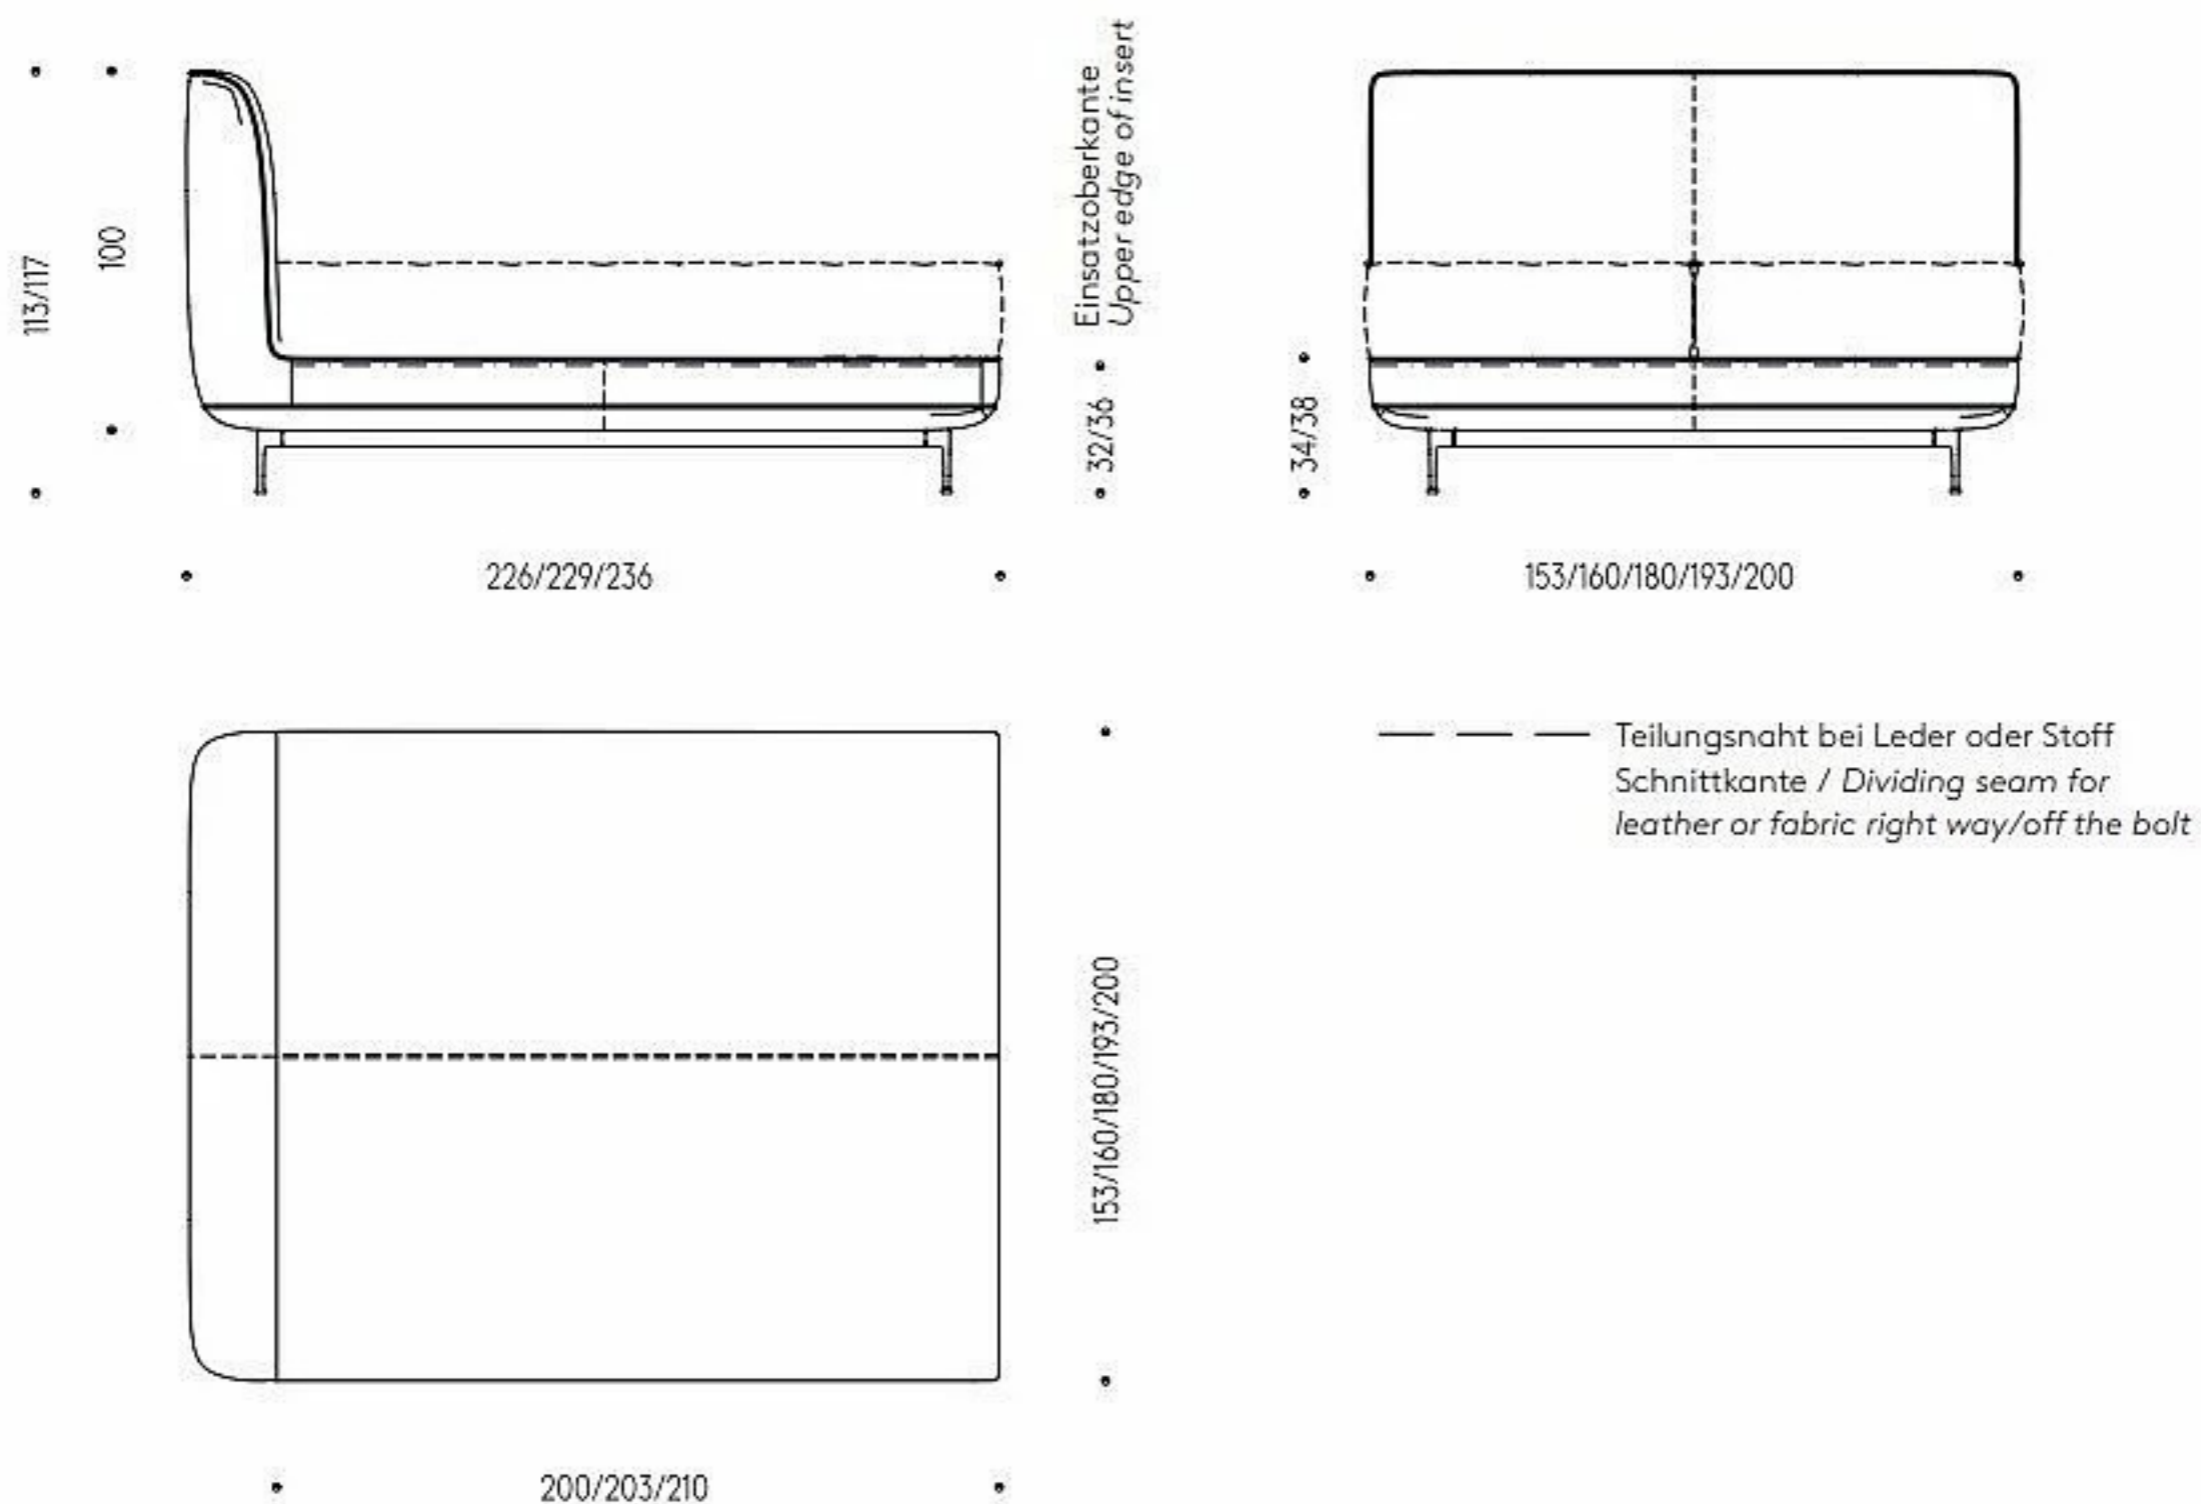 113/117
100
Einsatzoberkante
Upper edge of insert
32/36
34/38
226/229/236
153/160/180/193/200
Teilungsnaht bei Leder oder Stoff
Schnittkante / Dividing seam for
leather or fabric right way/off the bolt
153/160/180/193/200
200/203/210